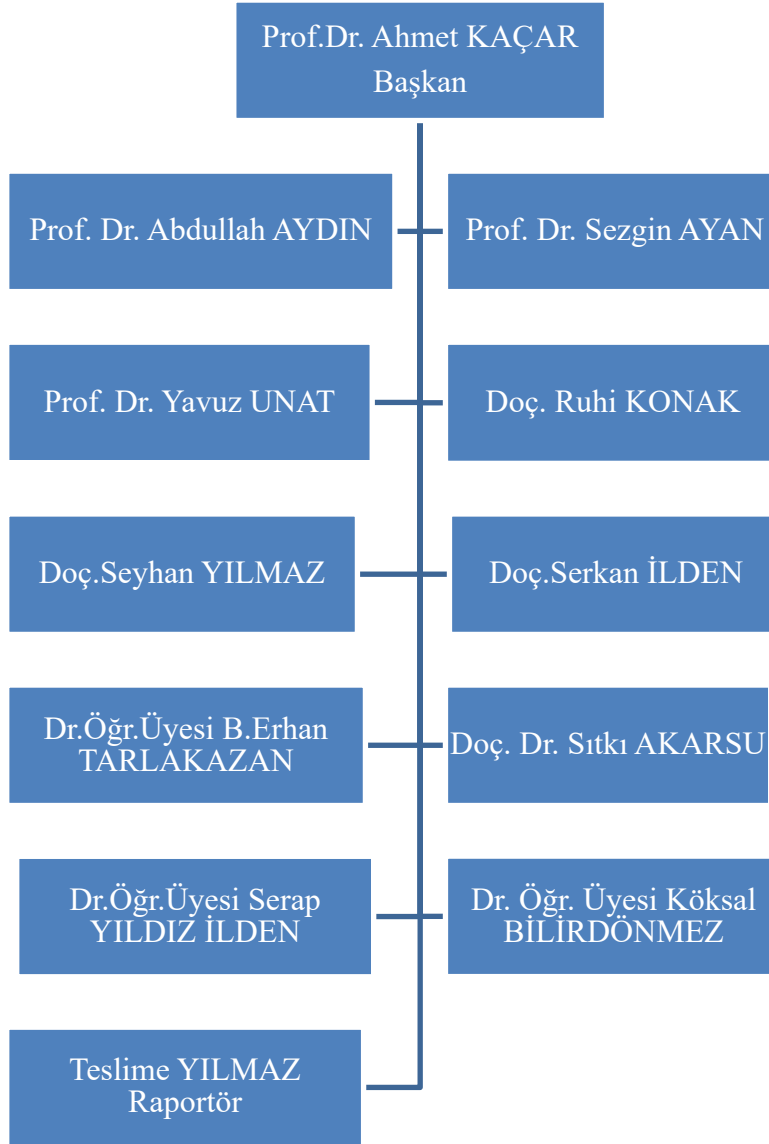 Prof.Dr. Ahmet KAÇAR
Başkan
Prof. Dr. Abdullah AYDIN
Prof. Dr. Sezgin AYAN
Prof. Dr. Yavuz UNAT
Doç. Ruhi KONAK
Doç.Seyhan YILMAZ
Doç.Serkan İLDEN
Dr.Öğr.Üyesi B.Erhan
TARLAKAZAN
Doç. Dr. Sıtkı AKARSU
Dr.Öğr.Üyesi Serap
YILDIZ İLDEN
Dr. Öğr. Üyesi Köksal
BİLİRDÖNMEZ
Teslime YILMAZ
Raportör